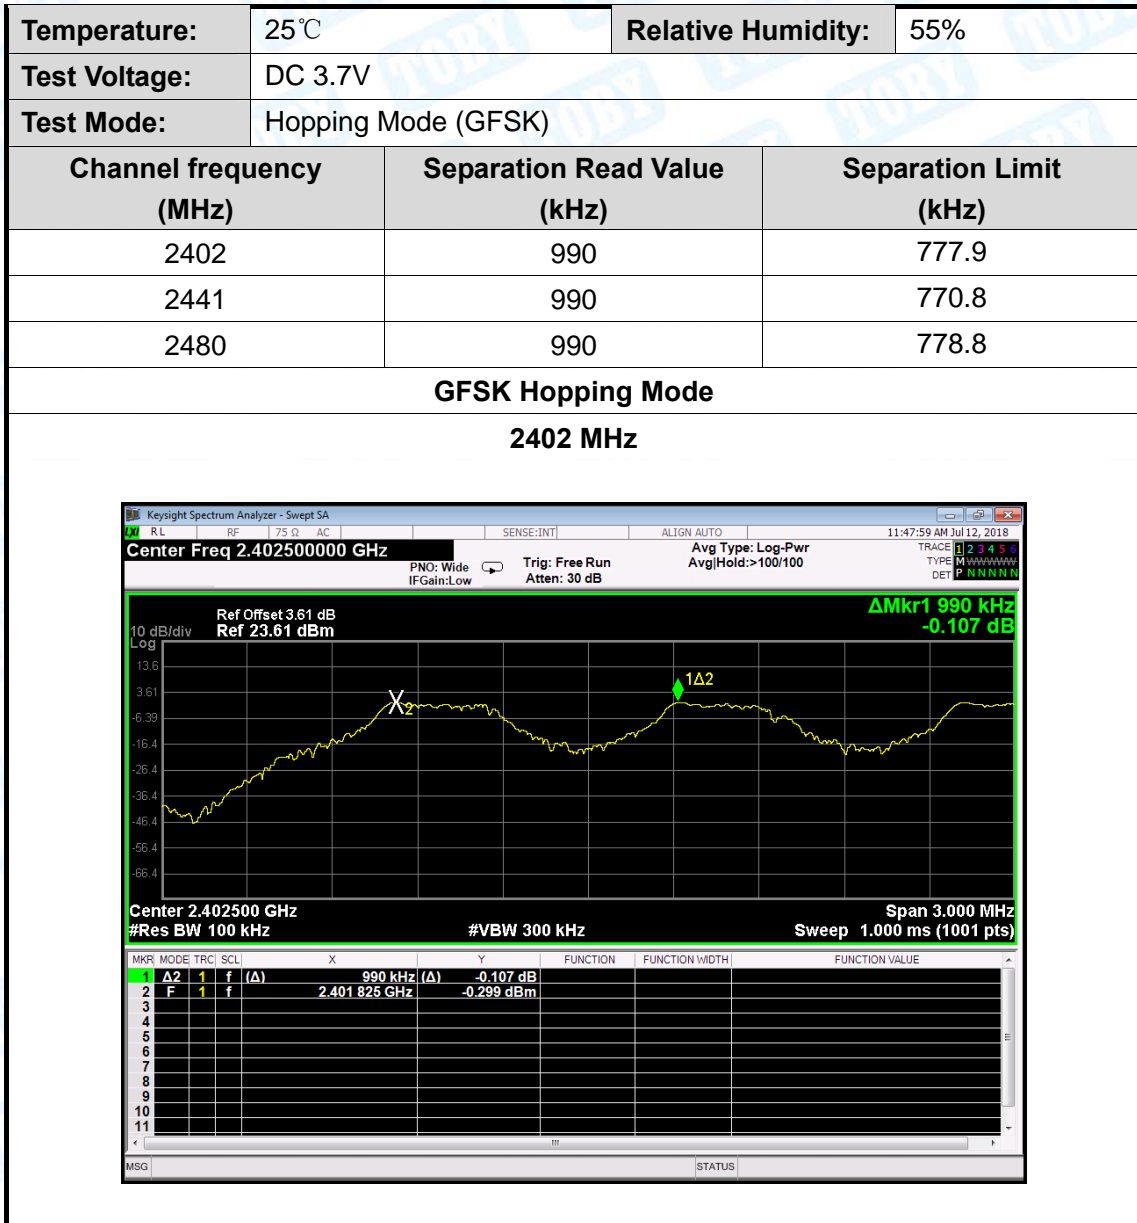 Temperature: 25℃ Relative Humidity: 55%
Test Voltage: DC 3.7V
Test Mode: Hopping Mode (GFSK)
Channel frequency (MHz) Separation Read Value (kHz) Separation Limit (kHz)
2402 990 777.9
2441 990 770.8
2480 990 778.8
GFSK Hopping Mode
2402 MHz
Keysight Spectrum Analyzer - Swept SA
LXI RL RF 75 Ω AC SENSE:INT ALIGN AUTO 11:47:59 AM Jul 12, 2018
Center Freq 2.402500000 GHz Avg Type: Log-Pwr TRACE 1 2 3 4 5 6
PNO: Wide Trig: Free Run Avg|Hold:>100/100 TYPE M WWWWW
IFGain:Low Atten: 30 dB DET P N N N N N
ΔMkr1 990 kHz
-0.107 dB
Ref Offset 3.61 dB
10 dB/div Ref 23.61 dBm
Log
13.6
3.61
-6.39
-16.4
-26.4
-36.4
-46.4
-56.4
-66.4
1Δ2
X2
Center 2.402500 GHz Span 3.000 MHz
#Res BW 100 kHz #VBW 300 kHz Sweep 1.000 ms (1001 pts)
MKR MODE TRC SCL X Y FUNCTION FUNCTION WIDTH FUNCTION VALUE
1 Δ2 1 f (Δ) 990 kHz (Δ) -0.107 dB
2 F 1 f 2.401 825 GHz -0.299 dBm
3
4
5
6
7
8
9
10
11
MSG STATUS
TOBY